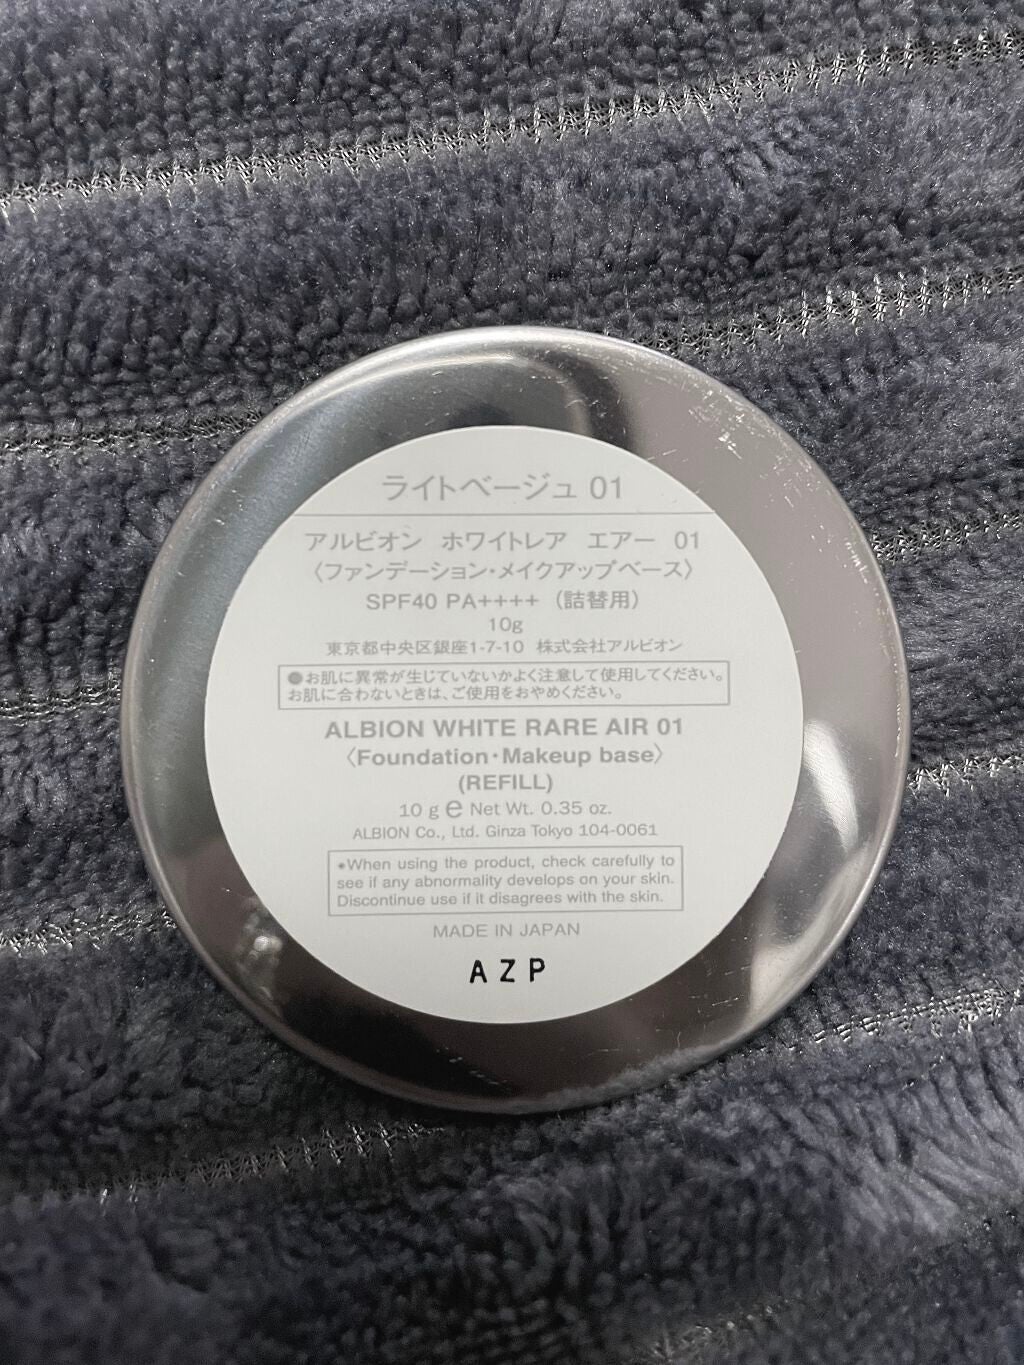 ライトベージュ 01
アルビオン ホワイトレア エアー 01
〈ファンデーション・メイクアップベース〉
SPF40 PA++++ （詰替用）
10g
東京都中央区銀座1-7-10 株式会社アルビオン
●お肌に異常が生じていないかよく注意して使用してください。
お肌に合わないときは、ご使用をおやめください。
ALBION WHITE RARE AIR 01
〈Foundation・Makeup base〉
(REFILL)
10 g e Net Wt. 0.35 oz.
ALBION Co., Ltd. Ginza Tokyo 104-0061
*When using the product, check carefully to
see if any abnormality develops on your skin.
Discontinue use if it disagrees with the skin.
MADE IN JAPAN
AZP